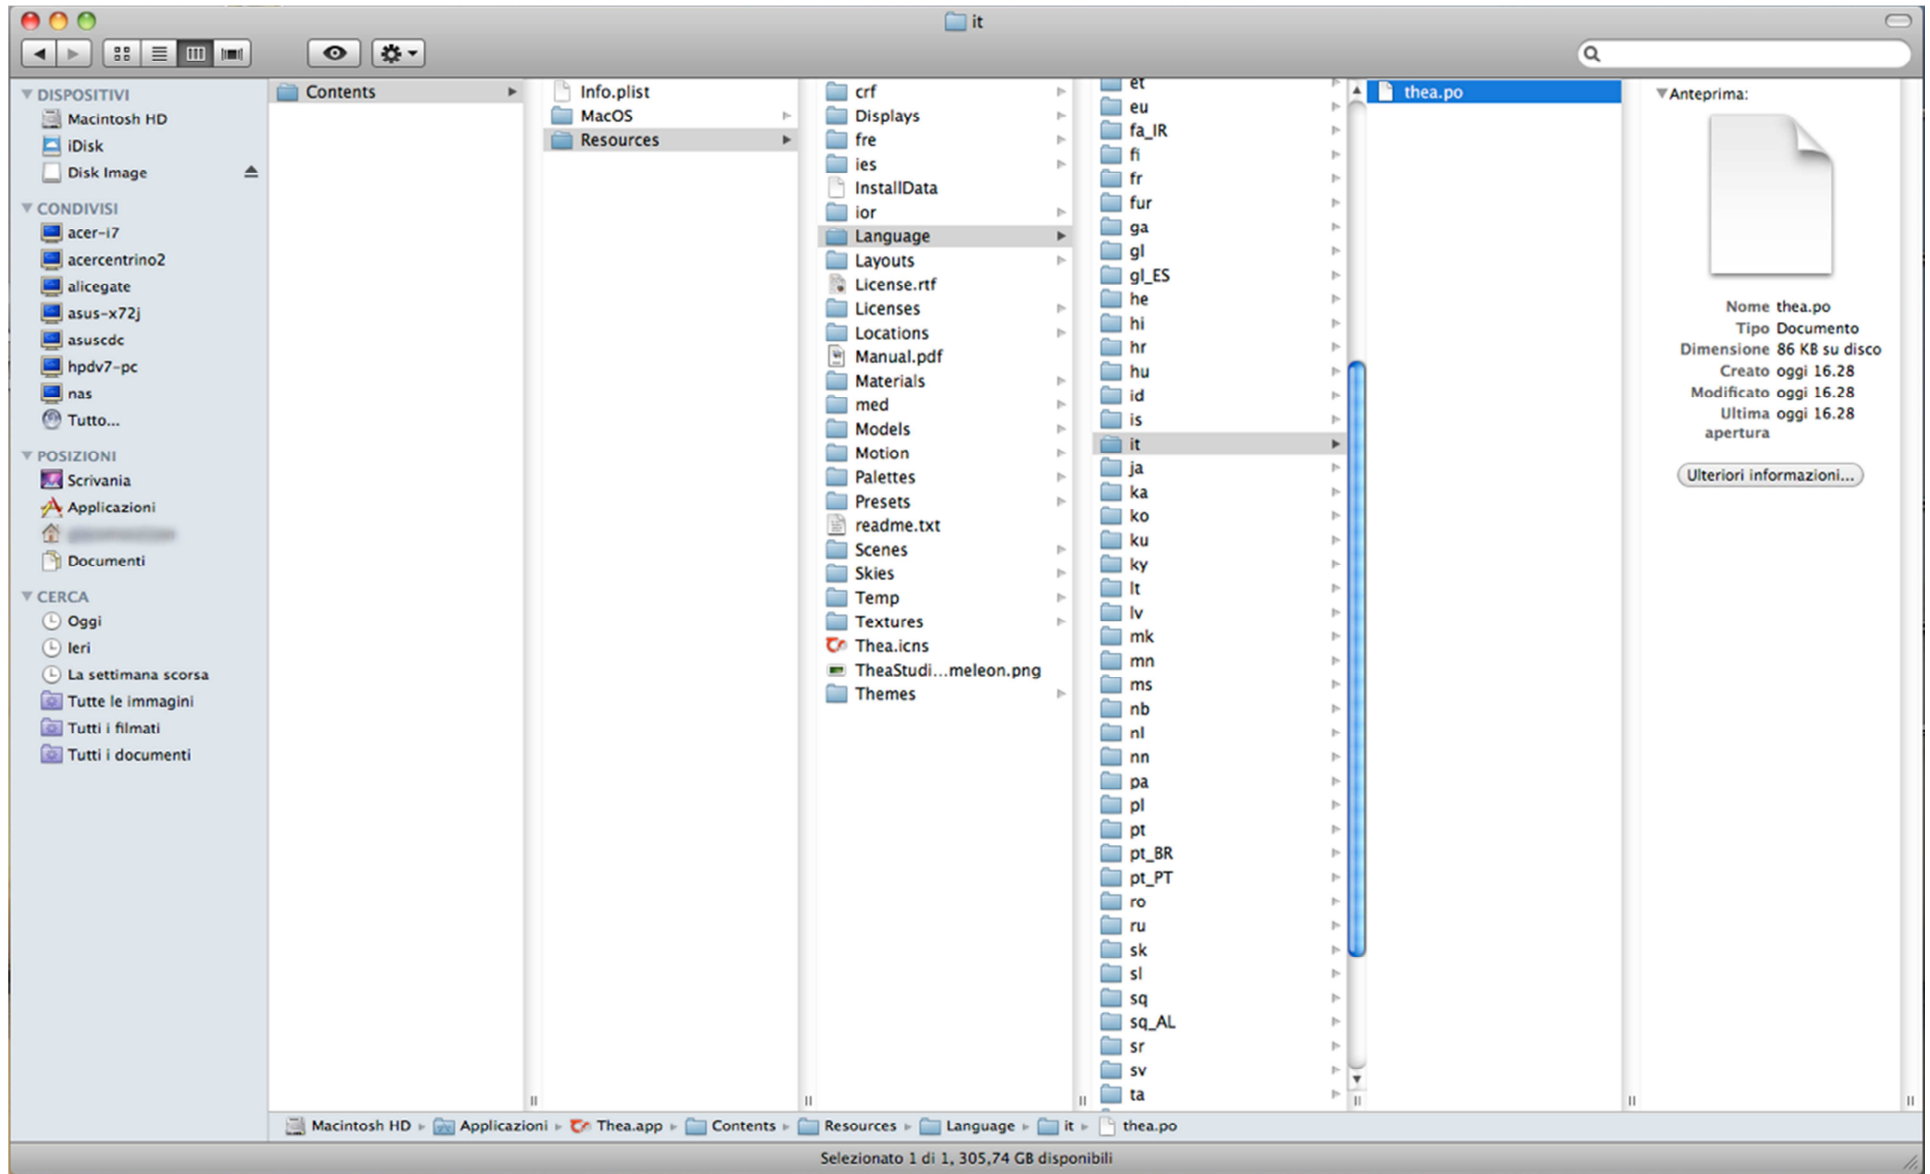 it
DISPOSITIVI
Macintosh HD
iDisk
Disk Image
CONDIVISI
acer-i7
acercentrino2
alicegate
asus-x72j
asuscdc
hpdv7-pc
nas
Tutto...
POSIZIONI
Scrivania
Applicazioni
Documenti
CERCA
Oggi
Ieri
La settimana scorsa
Tutte le immagini
Tutti i filmati
Tutti i documenti
Contents
Info.plist
MacOS
Resources
crf
Displays
fre
ies
InstallData
ior
Language
Layouts
License.rtf
Licenses
Locations
Manual.pdf
Materials
med
Models
Motion
Palettes
Presets
readme.txt
Scenes
Skies
Temp
Textures
Thea.icns
TheaStudi...meleon.png
Themes
et
eu
fa_IR
fi
fr
fur
ga
gl
gl_ES
he
hi
hr
hu
id
is
it
ja
ka
ko
ku
ky
lt
lv
mk
mn
ms
nb
nl
nn
pa
pl
pt
pt_BR
pt_PT
ro
ru
sk
sl
sq
sq_AL
sr
sv
ta
thea.po
Anteprima:
Nome thea.po
Tipo Documento
Dimensione 86 KB su disco
Creato oggi 16.28
Modificato oggi 16.28
Ultima oggi 16.28
apertura
Ulteriori informazioni...
Macintosh HD Applicazioni Thea.app Contents Resources Language it thea.po
Selezionato 1 di 1, 305,74 GB disponibili